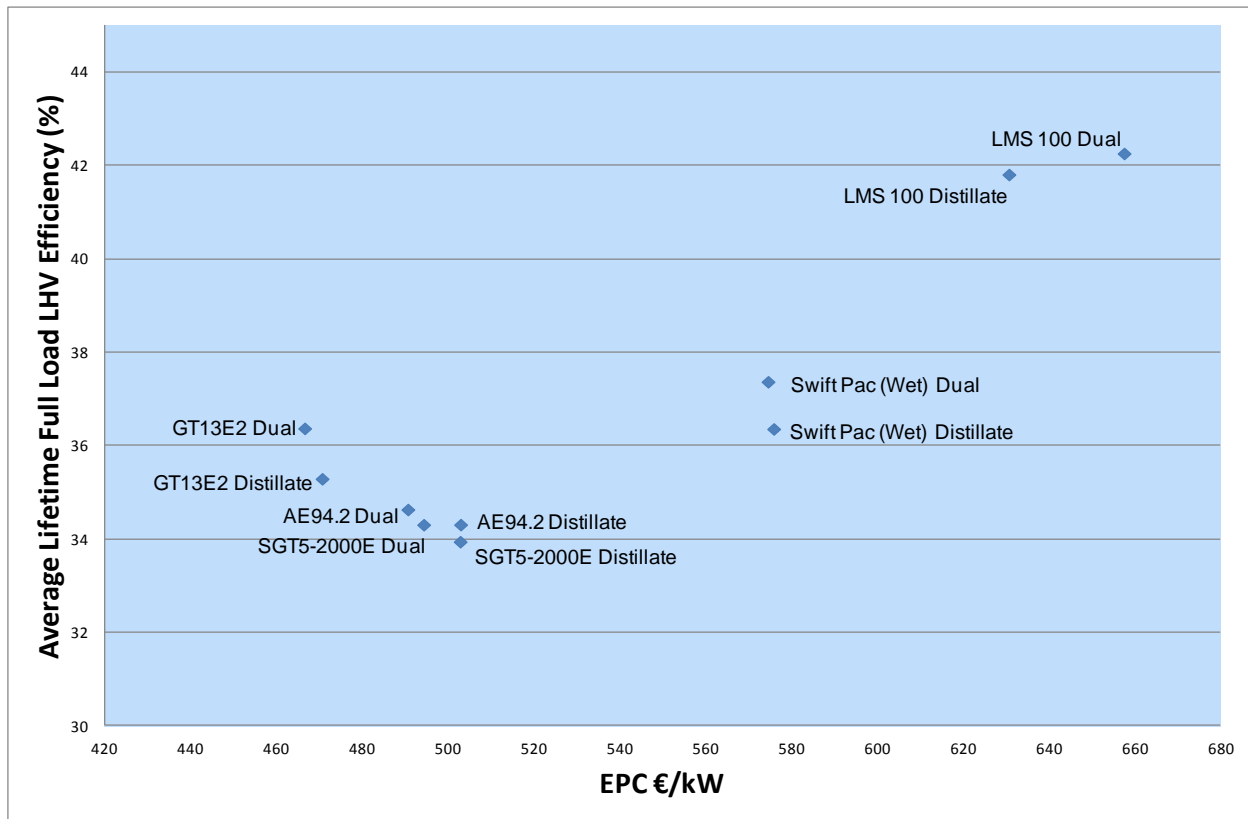 Average Lifetime Full Load LHV Efficiency (%)
44
42
40
38
36
34
32
30
LMS 100 Dual
LMS 100 Distillate
Swift Pac (Wet) Dual
Swift Pac (Wet) Distillate
GT13E2 Dual
GT13E2 Distillate
AE94.2 Dual
AE94.2 Distillate
SGT5-2000E Dual
SGT5-2000E Distillate
420 440 460 480 500 520 540 560 580 600 620 640 660 680
EPC €/kW